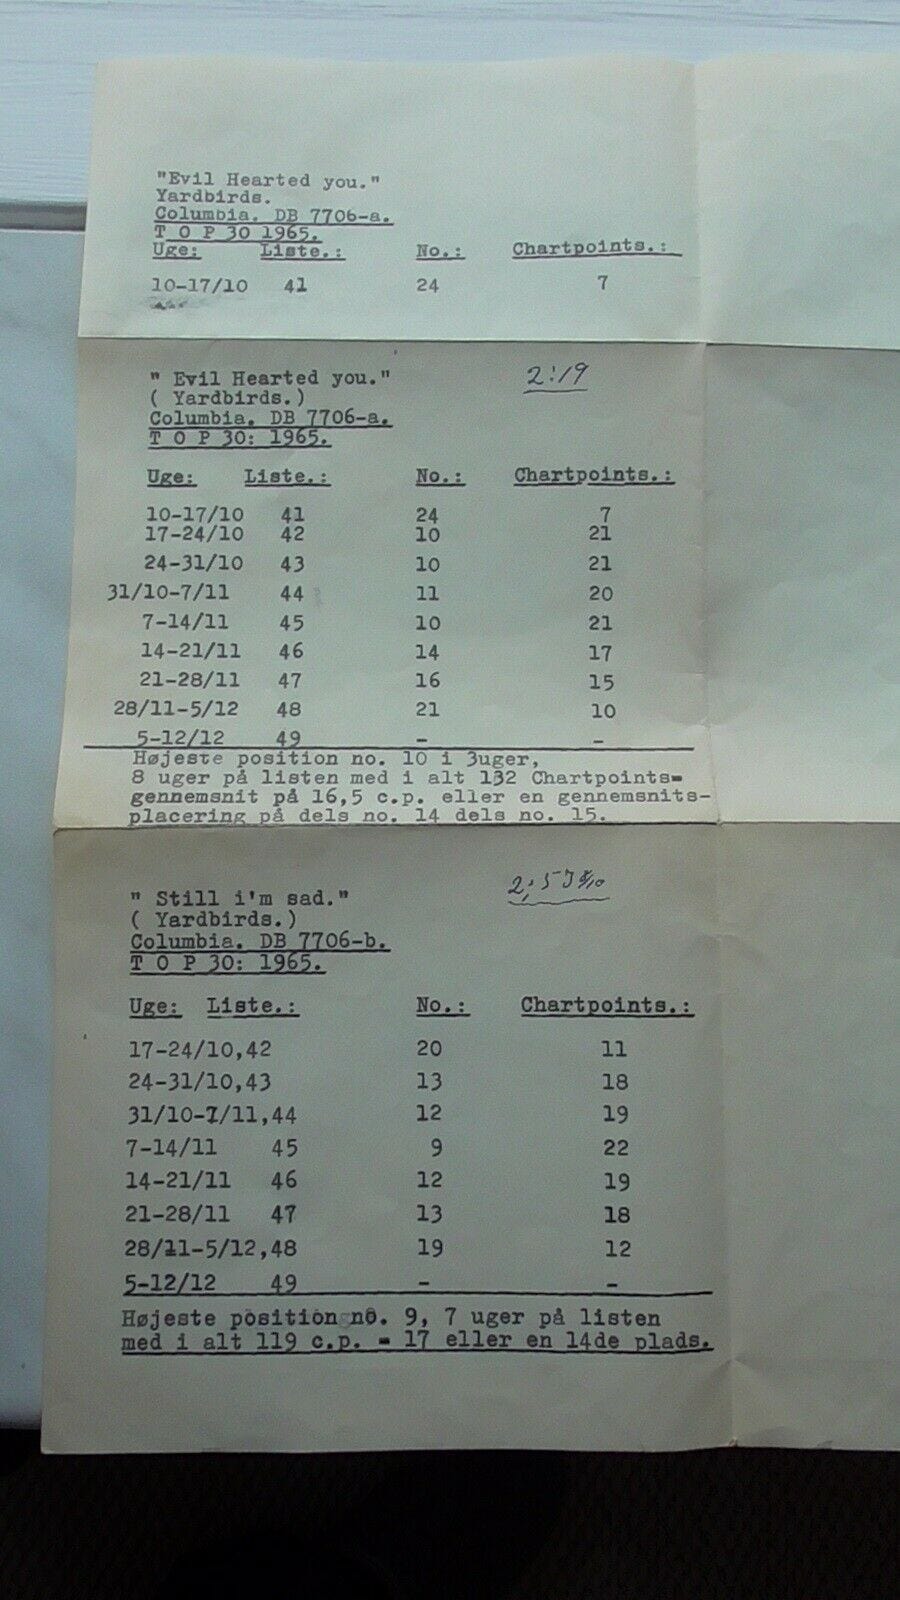 "Evil Hearted you."
Yardbirds.
Columbia. DB 7706-a.
T O P 30 1965.
Uge: Liste.: No.: Chartpoints.:
10-17/10 41 24 7
" Evil Hearted you." 2:19
( Yardbirds.)
Columbia. DB 7706-a.
T O P 30: 1965.
Uge: Liste.: No.: Chartpoints.:
10-17/10 41 24 7
17-24/10 42 10 21
24-31/10 43 10 21
31/10-7/11 44 11 20
7-14/11 45 10 21
14-21/11 46 14 17
21-28/11 47 16 15
28/11-5/12 48 21 10
5-12/12 49 - -
Højeste position no. 10 i 3uger,
8 uger på listen med i alt 132 Chartpoints=
gennemsnit på 16,5 c.p. eller en gennemsnits-
placering på dels no. 14 dels no. 15.
" Still i'm sad."
( Yardbirds.)
Columbia. DB 7706-b.
T O P 30: 1965.
Uge: Liste.: No.: Chartpoints.:
17-24/10,42 20 11
24-31/10,43 13 18
31/10-7/11,44 12 19
7-14/11 45 9 22
14-21/11 46 12 19
21-28/11 47 13 18
28/11-5/12,48 19 12
5-12/12 49 - -
Højeste position no. 9, 7 uger på listen
med i alt 119 c.p. = 17 eller en 14de plads.